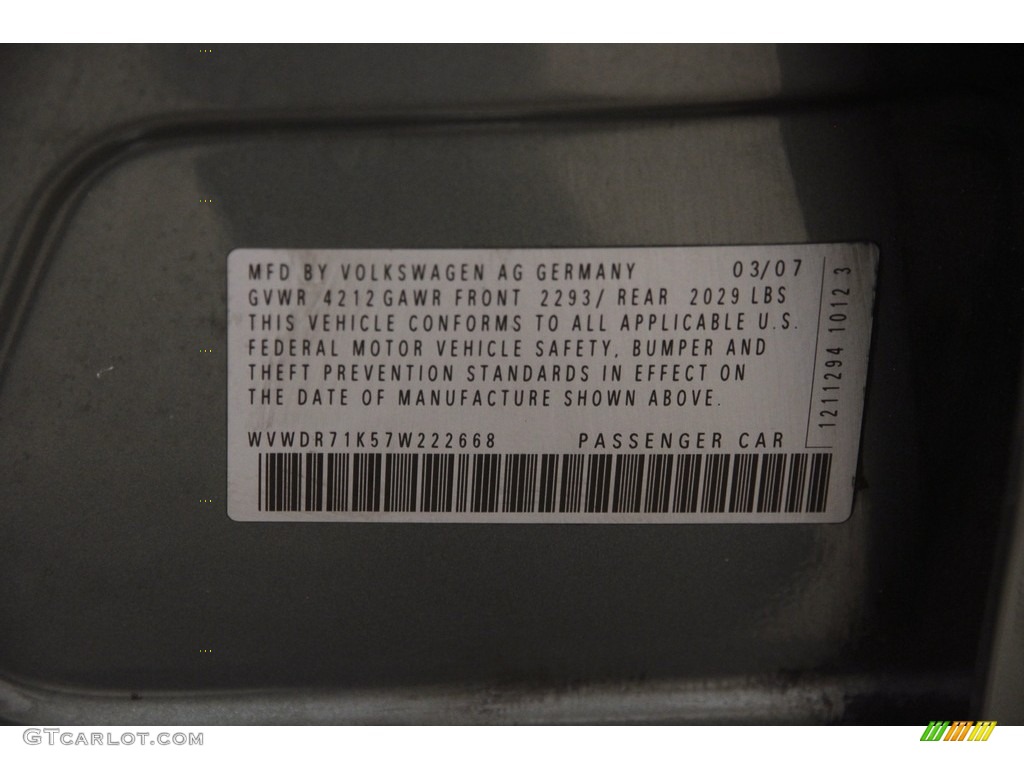 MFD BY VOLKSWAGEN AG GERMANY 03/07
GVWR 4212 GAWR FRONT 2293/ REAR 2029 LBS
THIS VEHICLE CONFORMS TO ALL APPLICABLE U.S.
FEDERAL MOTOR VEHICLE SAFETY, BUMPER AND
THEFT PREVENTION STANDARDS IN EFFECT ON
THE DATE OF MANUFACTURE SHOWN ABOVE.
WVWDR71K57W222668 PASSENGER CAR
1211294 10123
GTCARLOT.COM